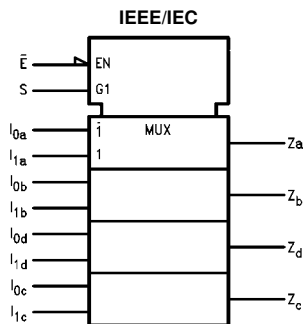 IEEE/IEC
Ē EN
S G1
I0a 1̅ MUX
I1a 1 Za
I0b
I1b Zb
I0d
I1d Zd
I0c
I1c Zc